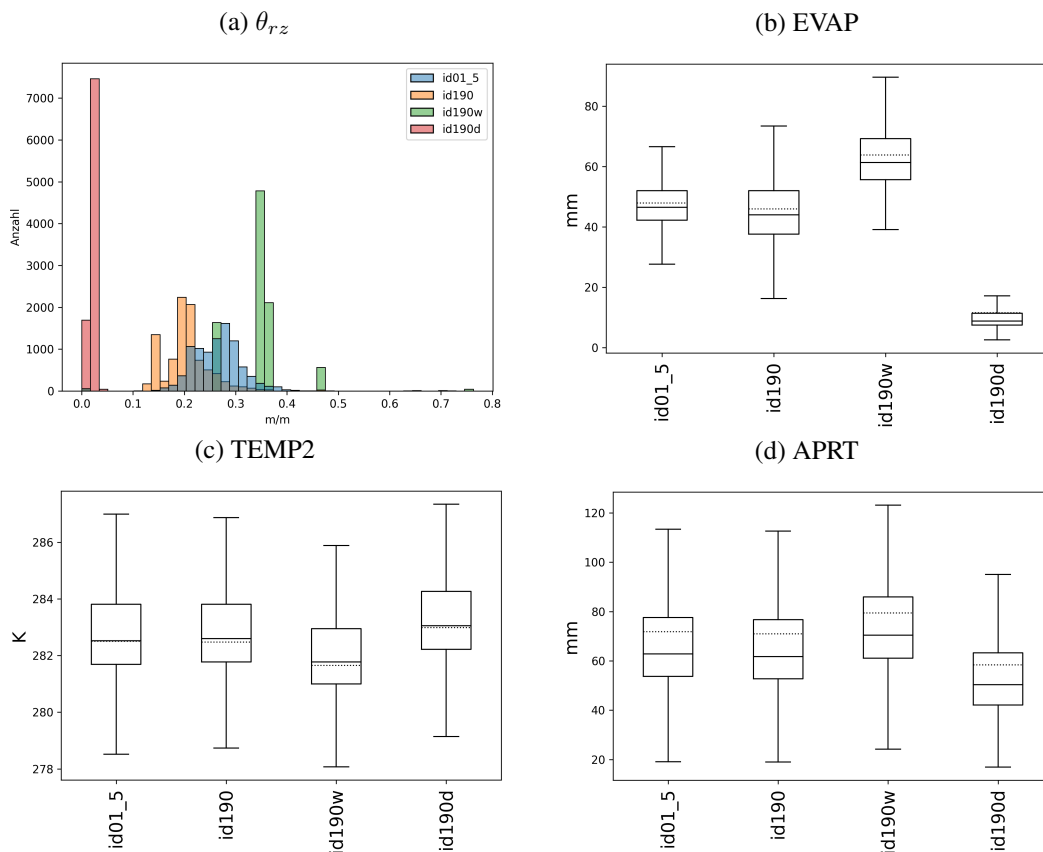 (a) θrz
7000
6000
5000
4000
3000
2000
1000
0
Anzahl
id01_5
id190
id190w
id190d
0.0 0.1 0.2 0.3 0.4 0.5 0.6 0.7 0.8
m/m
(b) EVAP
80
60
40
20
0
mm
id01_5
id190
id190w
id190d
(c) TEMP2
286
284
282
280
278
K
id01_5
id190
id190w
id190d
(d) APRT
120
100
80
60
40
20
mm
id01_5
id190
id190w
id190d